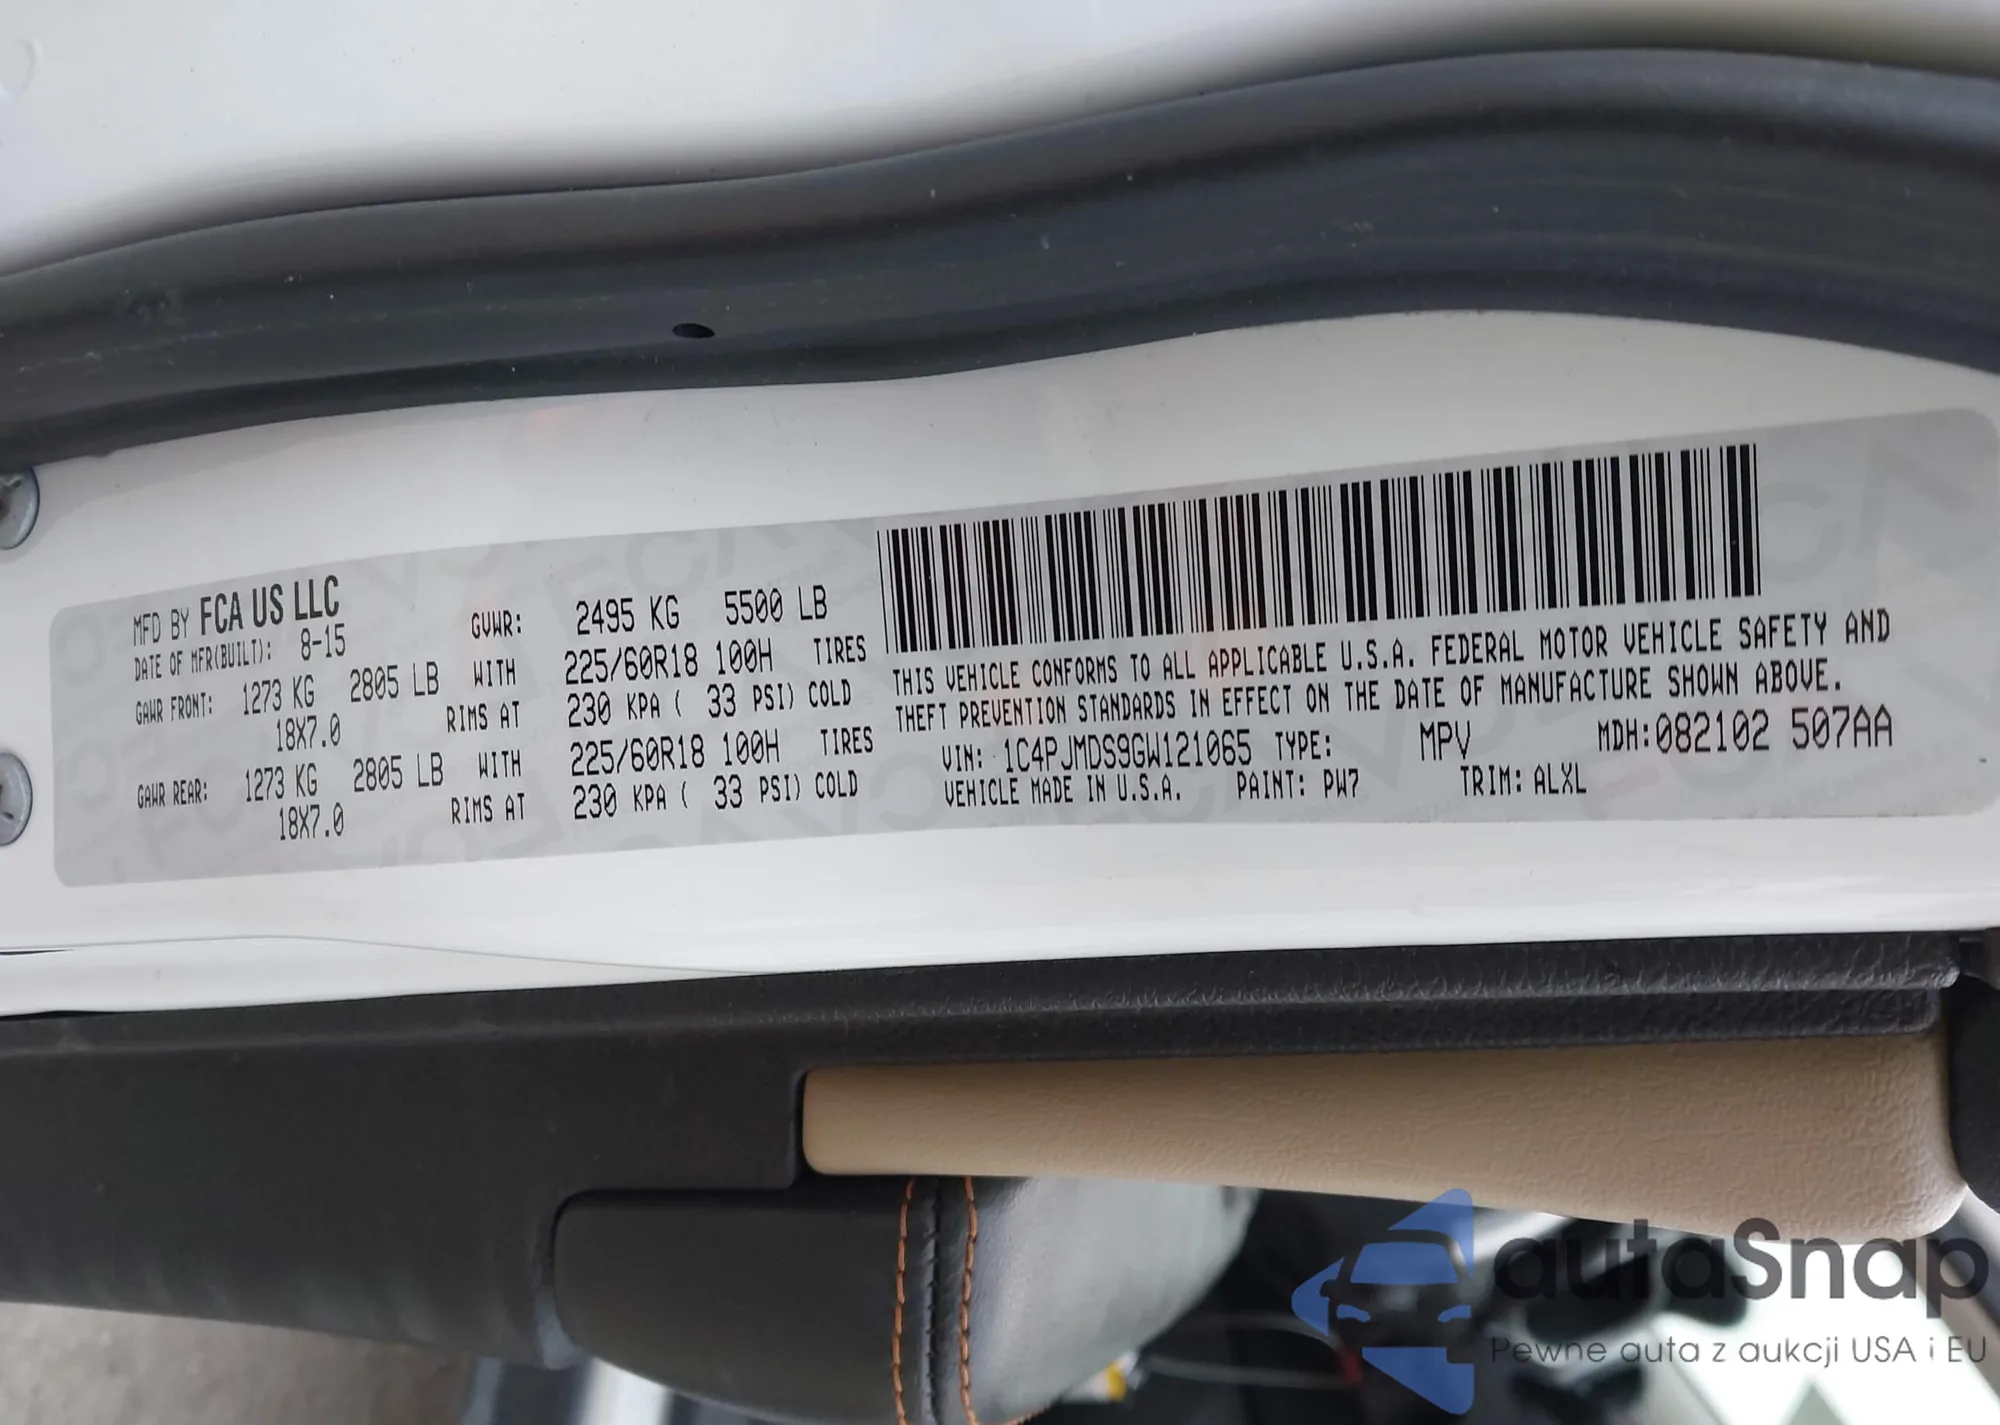 MFD BY FCA US LLC
DATE OF MFR(BUILT): 8-15 GVWR: 2495 KG 5500 LB
GAWR FRONT: 1273 KG 2805 LB WITH 225/60R18 100H TIRES
18X7.0 RIMS AT 230 KPA ( 33 PSI) COLD
GAWR REAR: 1273 KG 2805 LB WITH 225/60R18 100H TIRES
18X7.0 RIMS AT 230 KPA ( 33 PSI) COLD
THIS VEHICLE CONFORMS TO ALL APPLICABLE U.S.A. FEDERAL MOTOR VEHICLE SAFETY AND
THEFT PREVENTION STANDARDS IN EFFECT ON THE DATE OF MANUFACTURE SHOWN ABOVE.
VIN: 1C4PJMDS9GW121065 TYPE: MPV MDH:082102 507AA
VEHICLE MADE IN U.S.A. PAINT: PW7 TRIM: ALXL
autaSnap
Pewne auta z aukcji USA i EU